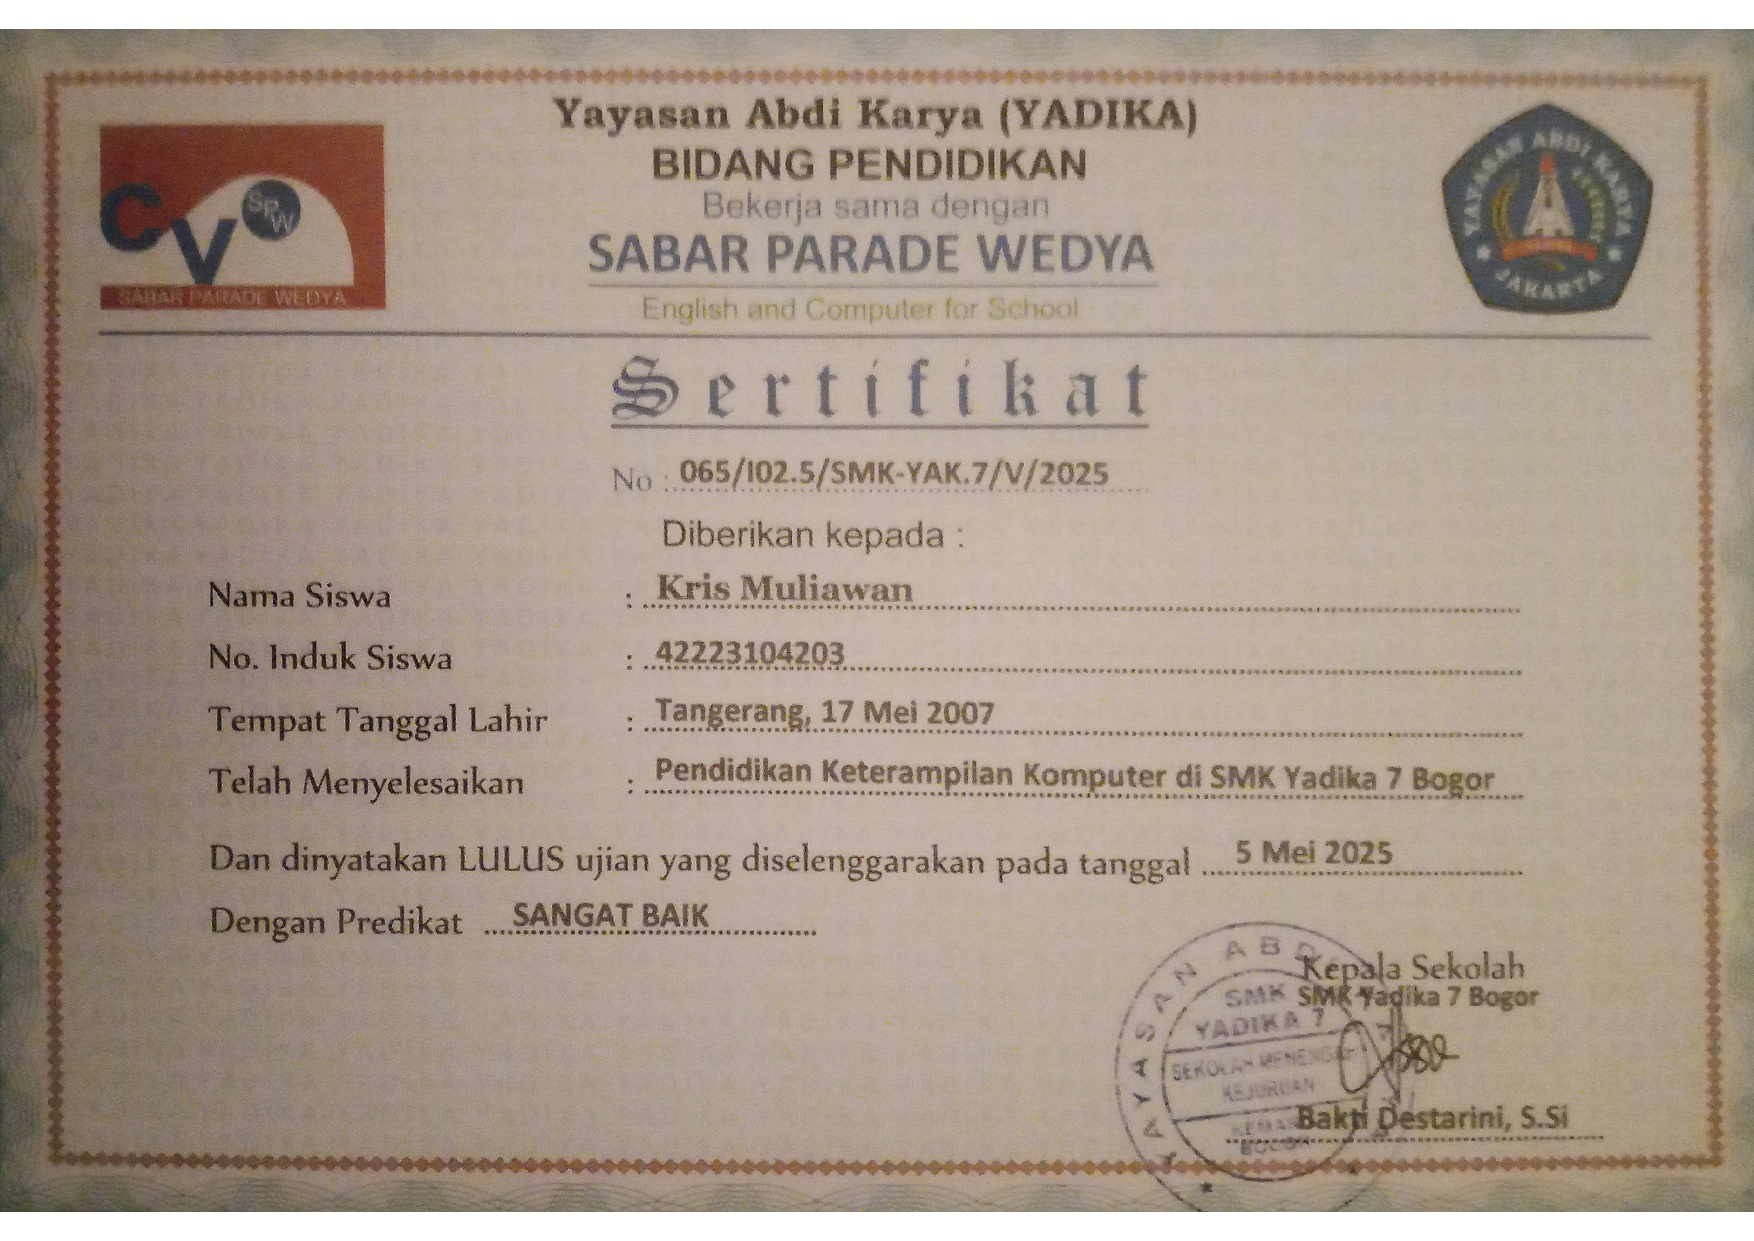 Yayasan Abdi Karya (YADIKA)
BIDANG PENDIDIKAN
Bekerja sama dengan
SABAR PARADE WEDYA
English and Computer for School
CV
SPW
SABAR PARADE WEDYA
YAYASAN ABDI KARYA
JAKARTA
Sertifikat
No : 065/I02.5/SMK-YAK.7/V/2025
Diberikan kepada :
Nama Siswa : Kris Muliawan
No. Induk Siswa : 42223104203
Tempat Tanggal Lahir : Tangerang, 17 Mei 2007
Telah Menyelesaikan : Pendidikan Keterampilan Komputer di SMK Yadika 7 Bogor
Dan dinyatakan LULUS ujian yang diselenggarakan pada tanggal 5 Mei 2025
Dengan Predikat SANGAT BAIK
Kepala Sekolah
SMK Yadika 7 Bogor
Bakti Destarini, S.Si
YAYASAN ABDI
SMK
YADIKA 7
SEKOLAH MENENGAH
KEJURUAN
BOGOR